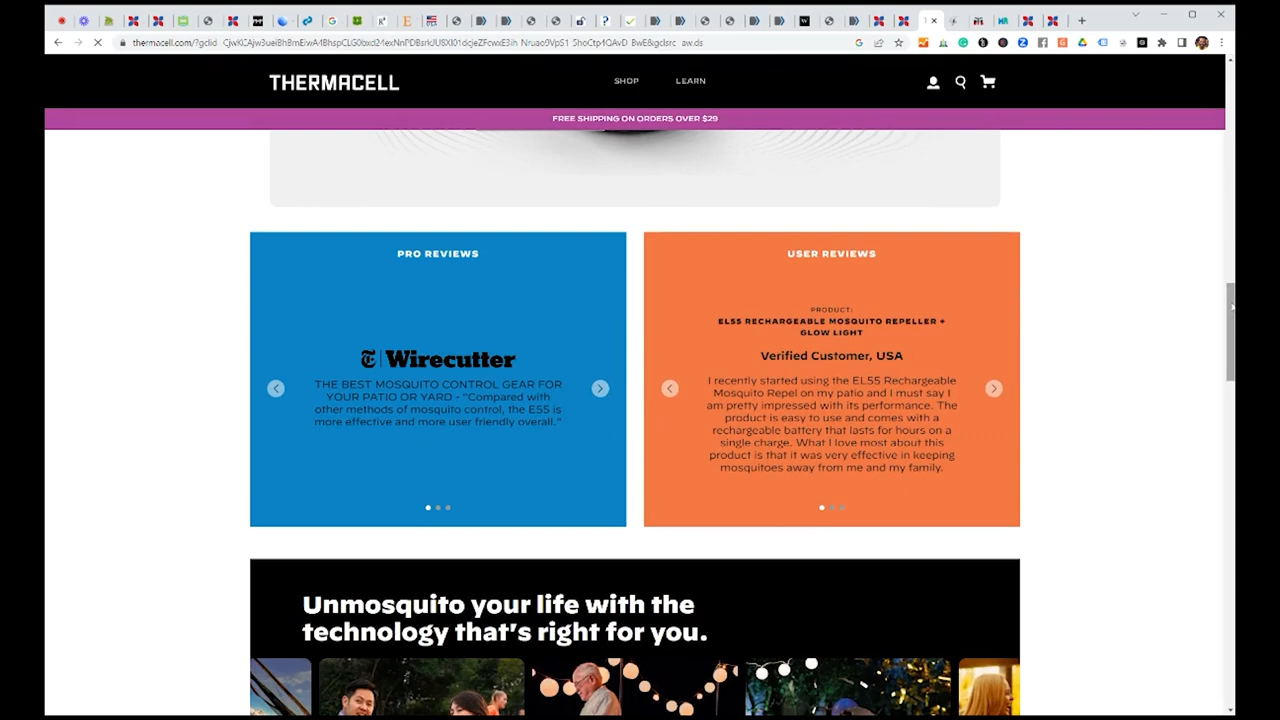 THERMACELL
SHOP
LEARN
FREE SHIPPING ON ORDERS OVER $29
PRO REVIEWS
Wirecutter
THE BEST MOSQUITO CONTROL GEAR FOR
YOUR PATIO OR YARD - "Compared with
other methods of mosquito control, the E55 is
more effective and more user friendly overall."
USER REVIEWS
PRODUCT:
EL55 RECHARGEABLE MOSQUITO REPELLER +
GLOW LIGHT
Verified Customer, USA
I recently started using the EL55 Rechargeable
Mosquito Repel on my patio and I must say I
am pretty impressed with its performance. The
product is easy to use and comes with a
rechargeable battery that lasts for hours on a
single charge. What I love most about this
product is that it was very effective in keeping
mosquitoes away from me and my family.
Unmosquito your life with the
technology that's right for you.